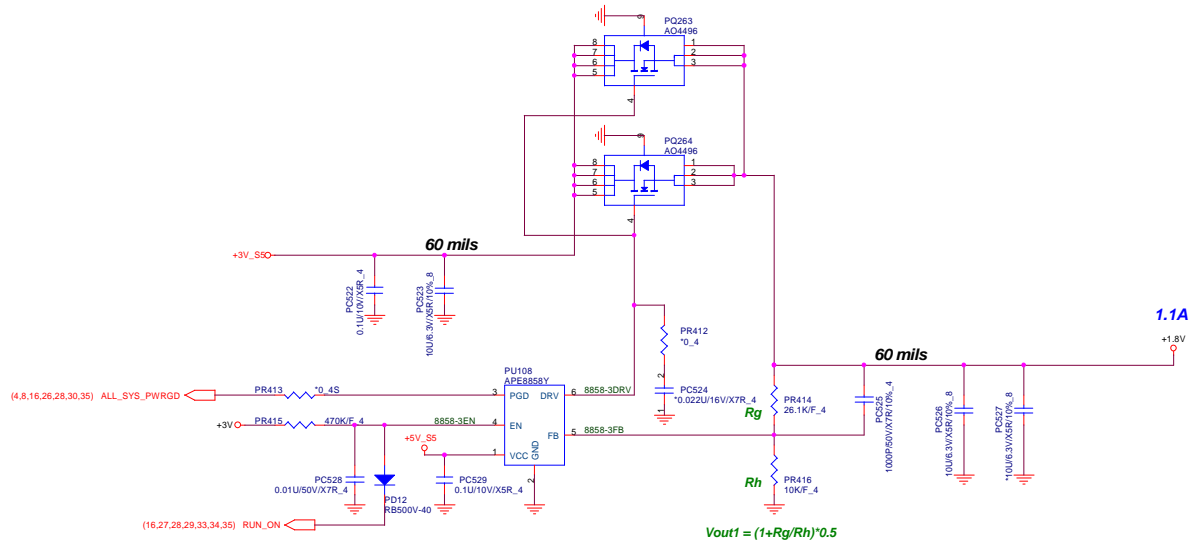 PQ263
AO4496
9
8
7
6
5
1
2
3
4
PQ264
AO4496
9
8
7
6
5
1
2
3
4
60 mils
+3V_S5
PC522
0.1U/10V/X5R_4
PC523
10U/6.3V/X5R/10%_8
PR412
*0_4
2
1
PC524
*0.022U/16V/X7R_4
1.1A
+1.8V
60 mils
PU108
APE8858Y
(4,8,16,26,28,30,35) ALL_SYS_PWRGD
PR413
*0_4S
3
PGD
DRV
6
8858-3DRV
+3V
PR415
470K/F_4
8858-3EN
4
EN
FB
5
8858-3FB
+5V_S5
1
VCC
GND
2
PC528
0.01U/50V/X7R_4
PD12
RB500V-40
PC529
0.1U/10V/X5R_4
(16,27,28,29,33,34,35) RUN_ON
Rg
PR414
26.1K/F_4
PC525
1000P/50V/X7R/10%_4
PC526
10U/6.3V/X5R/10%_8
PC527
*10U/6.3V/X5R/10%_8
Rh
PR416
10K/F_4
Vout1 = (1+Rg/Rh)*0.5